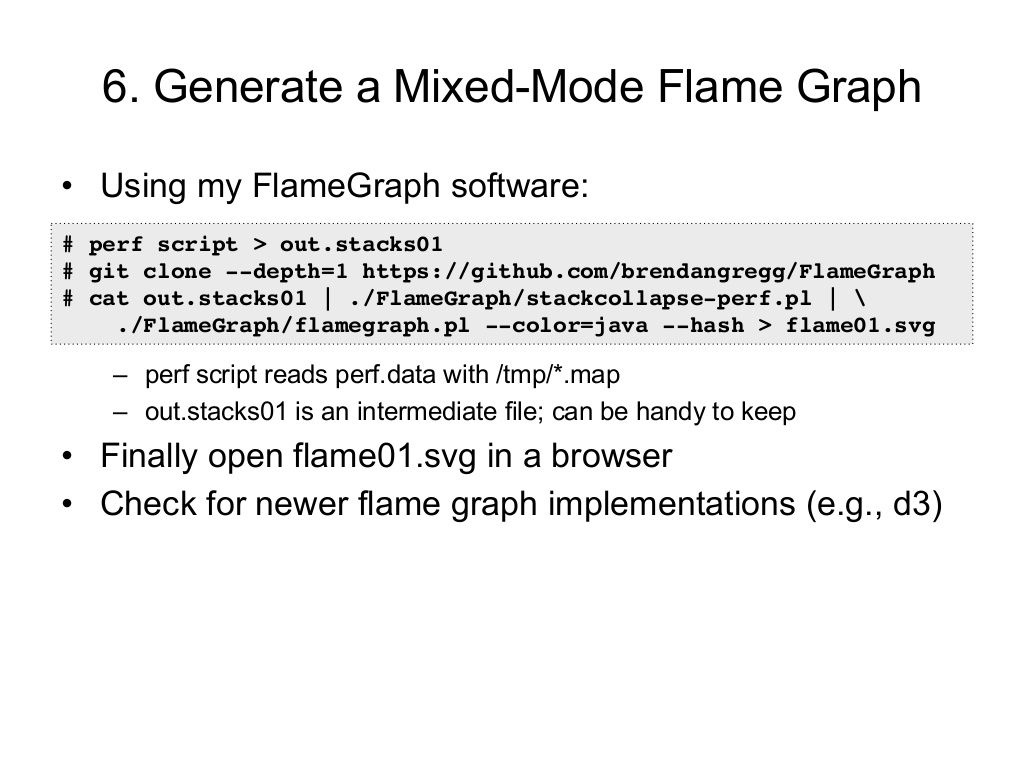 6. Generate a Mixed-Mode Flame Graph
• Using my FlameGraph software:
# perf script > out.stacks01
# git clone --depth=1 https://github.com/brendangregg/FlameGraph
# cat out.stacks01 | ./FlameGraph/stackcollapse-perf.pl | \
./FlameGraph/flamegraph.pl --color=java --hash > flame01.svg
– perf script reads perf.data with /tmp/*.map
– out.stacks01 is an intermediate file; can be handy to keep
• Finally open flame01.svg in a browser
• Check for newer flame graph implementations (e.g., d3)